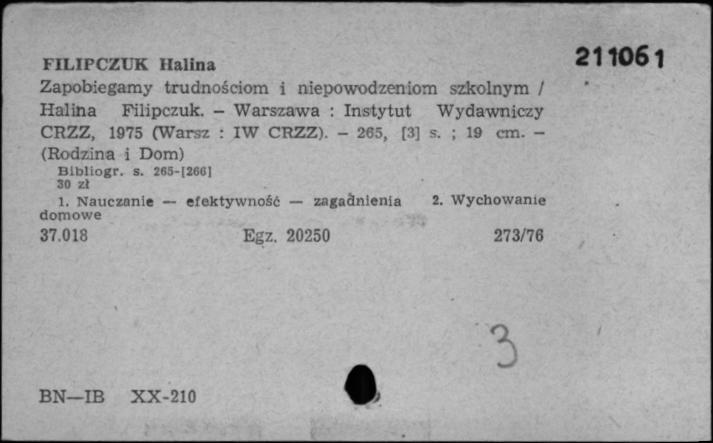 FILIPCZUK Halina
211061
Zapobiegamy trudnościom i niepowodzeniom szkolnym /
Halina Filipczuk. – Warszawa : Instytut Wydawniczy
CRZZ, 1975 (Warsz : IW CRZZ). – 265, [3] s. ; 19 cm. –
(Rodzina i Dom)
Bibliogr. s. 265-[266]
30 zł
1. Nauczanie — efektywność — zagadnienia 2. Wychowanie
domowe
37.018 Egz. 20250 273/76
3
BN—IB XX-210